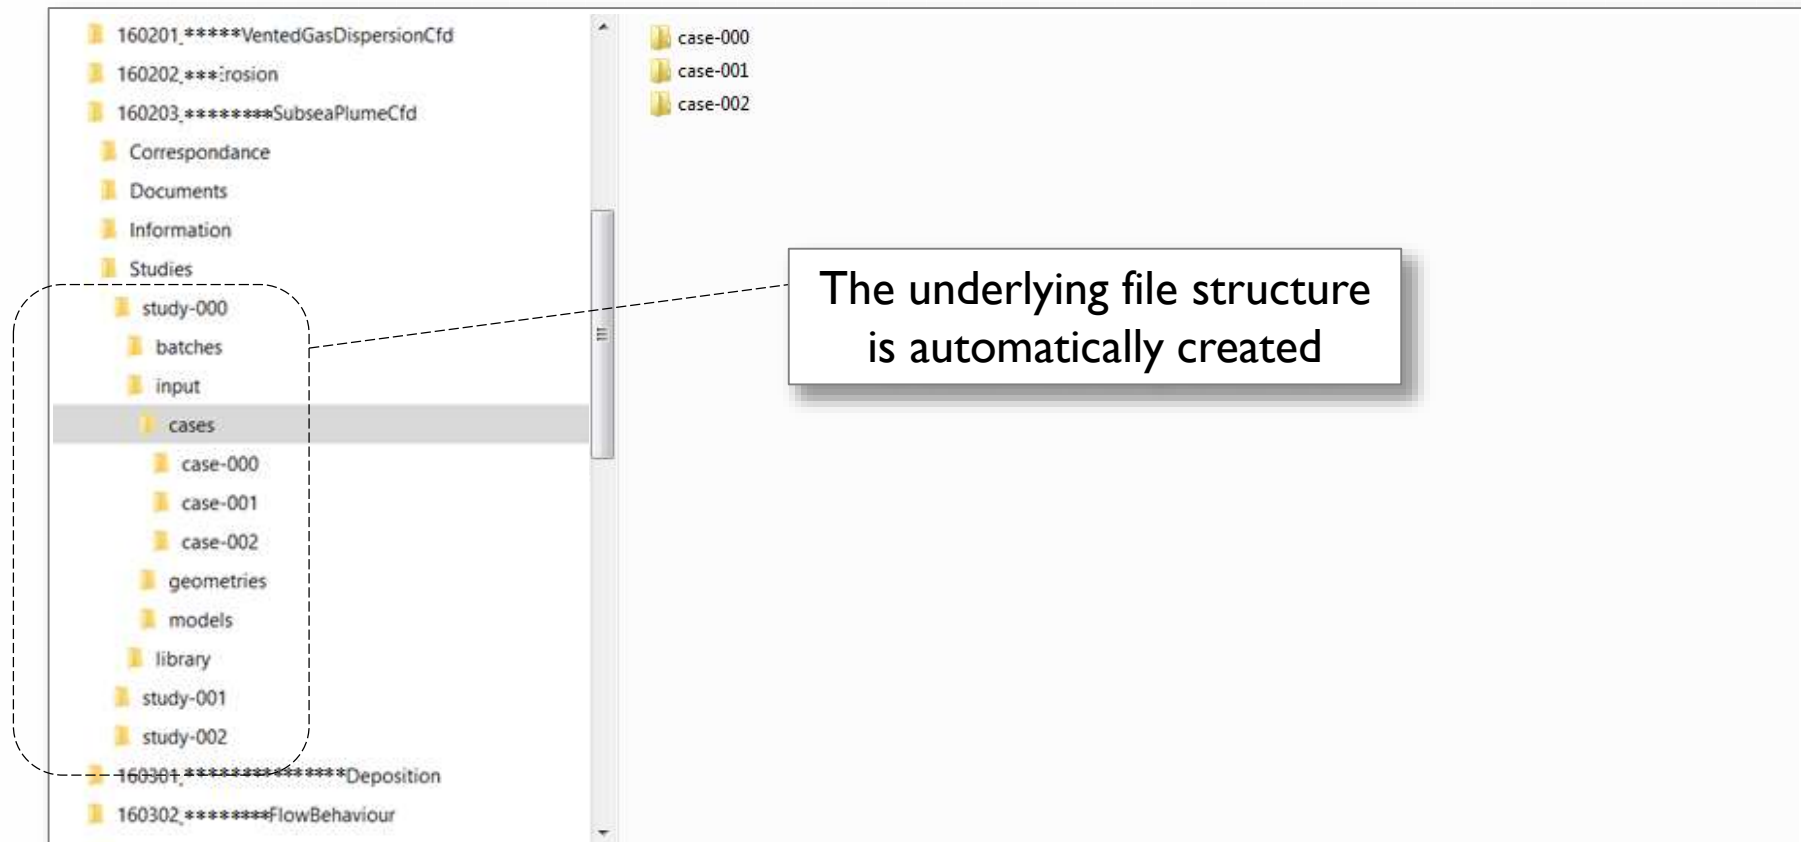 160201_*****VentedGasDispersionCfd
160202_***Erosion
160203_********SubseaPlumeCfd
Correspondance
Documents
Information
Studies
study-000
batches
input
cases
case-000
case-001
case-002
geometries
models
library
study-001
study-002
160301_***************Deposition
160302_********FlowBehaviour
case-000
case-001
case-002
The underlying file structure
is automatically created